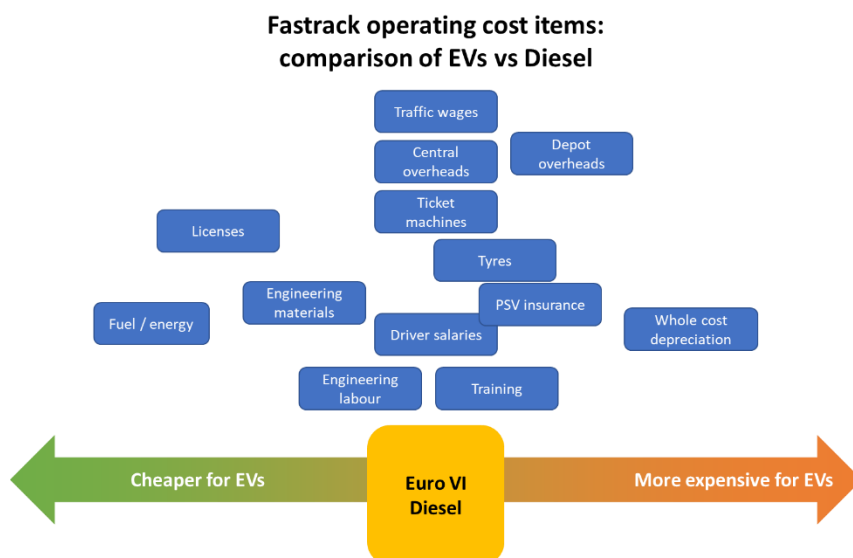 Fastrack operating cost items:
comparison of EVs vs Diesel
Traffic wages
Central
overheads
Depot
overheads
Ticket
machines
Licenses
Tyres
Engineering
materials
PSV insurance
Fuel / energy
Driver salaries
Whole cost
depreciation
Engineering
labour
Training
Cheaper for EVs
Euro VI
Diesel
More expensive for EVs